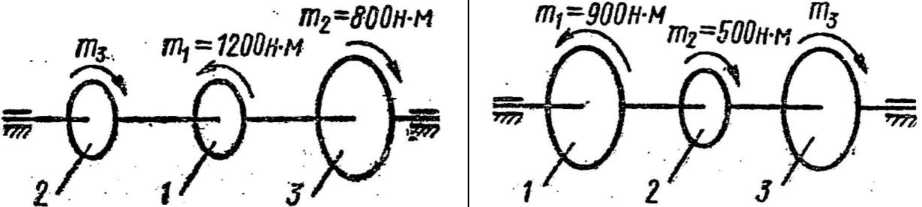 m₃ m₁=1200н·м m₂=800н·м
2 1 3
m₁=900н·м m₂=500н·м m₃
1 2 3